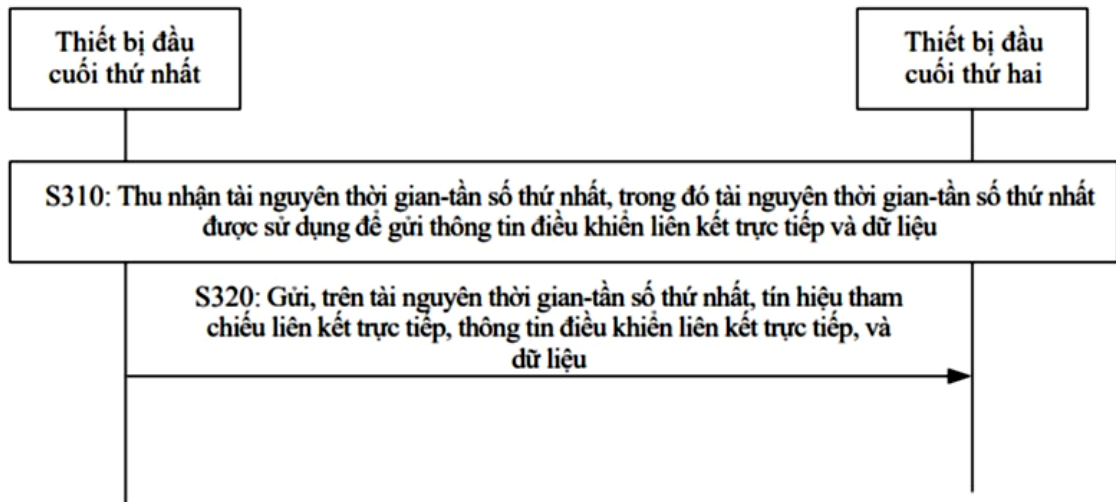 Thiết bị đầu
cuối thứ nhất
Thiết bị đầu
cuối thứ hai
S310: Thu nhận tài nguyên thời gian-tần số thứ nhất, trong đó tài nguyên thời gian-tần số thứ nhất
được sử dụng để gửi thông tin điều khiển liên kết trực tiếp và dữ liệu
S320: Gửi, trên tài nguyên thời gian-tần số thứ nhất, tín hiệu tham
chiếu liên kết trực tiếp, thông tin điều khiển liên kết trực tiếp, và
dữ liệu